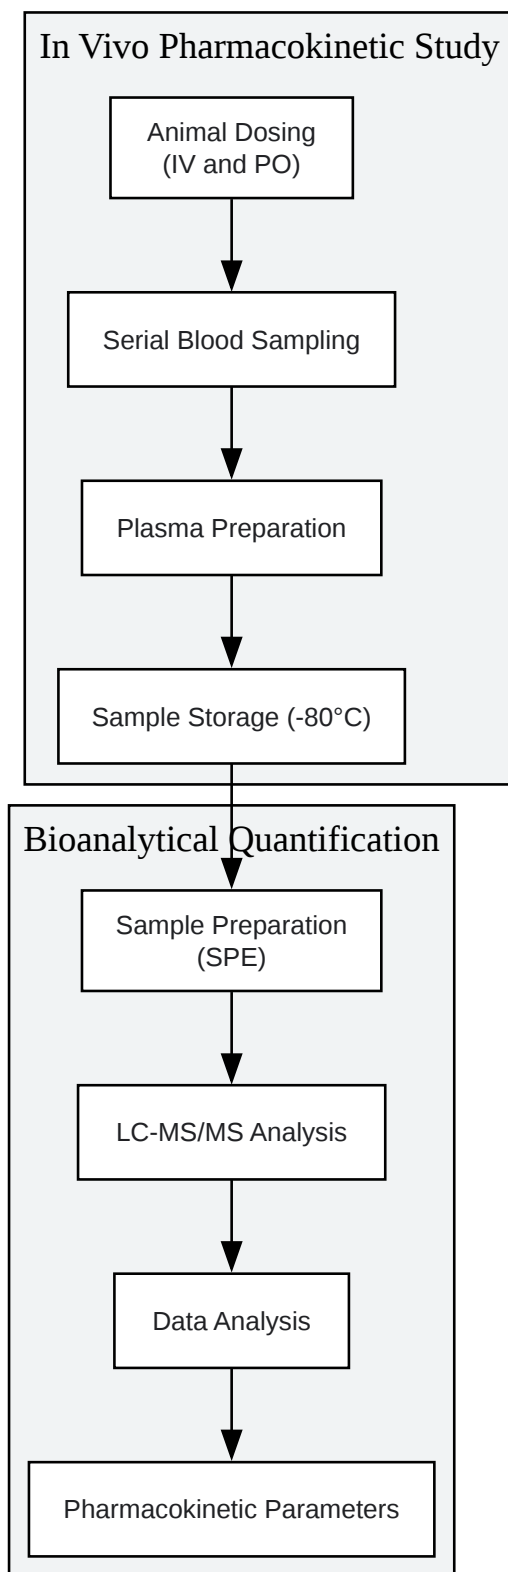 In Vivo Pharmacokinetic Study
Animal Dosing
(IV and PO)
Serial Blood Sampling
Plasma Preparation
Sample Storage (-80°C)
Bioanalytical Quantification
Sample Preparation
(SPE)
LC-MS/MS Analysis
Data Analysis
Pharmacokinetic Parameters